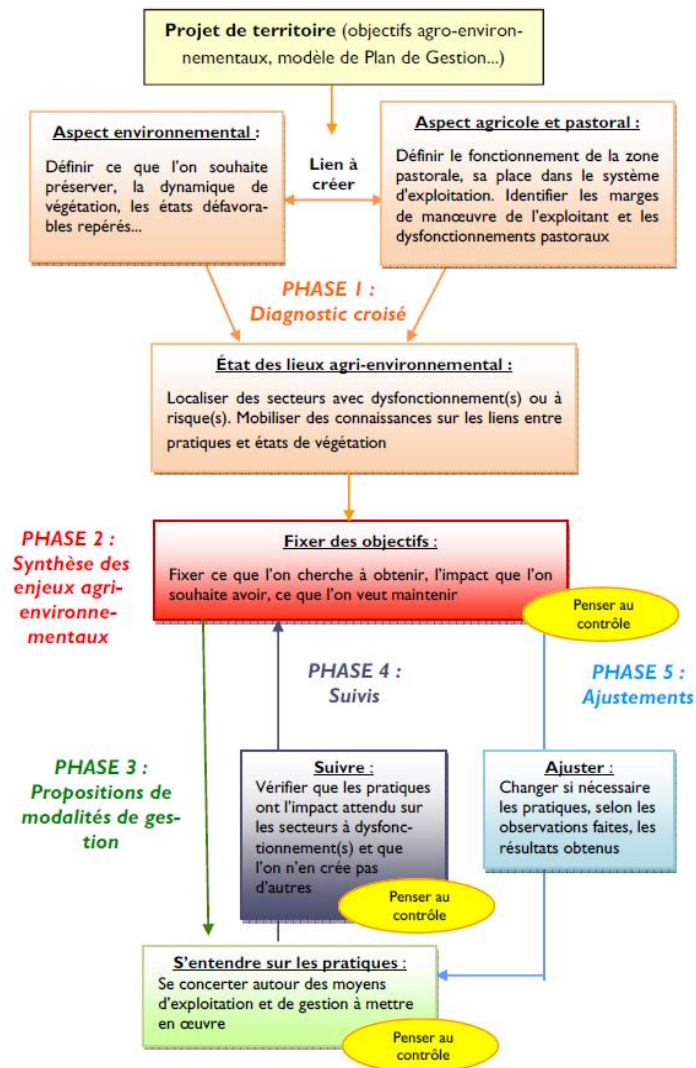 Projet de territoire (objectifs agro-environ-
nementaux, modèle de Plan de Gestion...)
Aspect environnemental :
Définir ce que l'on souhaite
préserver, la dynamique de
végétation, les états défavora-
bles repérés...
Lien à
créer
Aspect agricole et pastoral :
Définir le fonctionnement de la zone
pastorale, sa place dans le système
d'exploitation. Identifier les marges
de manœuvre de l'exploitant et les
dysfonctionnements pastoraux
PHASE 1 :
Diagnostic croisé
État des lieux agri-environnemental :
Localiser des secteurs avec dysfonctionnement(s) ou à
risque(s). Mobiliser des connaissances sur les liens entre
pratiques et états de végétation
PHASE 2 :
Synthèse des
enjeux agri-
environne-
mentaux
Fixer des objectifs :
Fixer ce que l'on cherche à obtenir, l'impact que l'on
souhaite avoir, ce que l'on veut maintenir
Penser au
contrôle
PHASE 4 :
Suivis
PHASE 5 :
Ajustements
PHASE 3 :
Propositions de
modalités de ges-
tion
Suivre :
Vérifier que les pratiques
ont l'impact attendu sur
les secteurs à dysfonc-
tionnement(s) et que
l'on n'en crée pas
d'autres
Penser au
contrôle
Ajuster :
Changer si nécessaire
les pratiques, selon les
observations faites, les
résultats obtenus
S'entendre sur les pratiques :
Se concerter autour des moyens
d'exploitation et de gestion à mettre
en œuvre
Penser au
contrôle